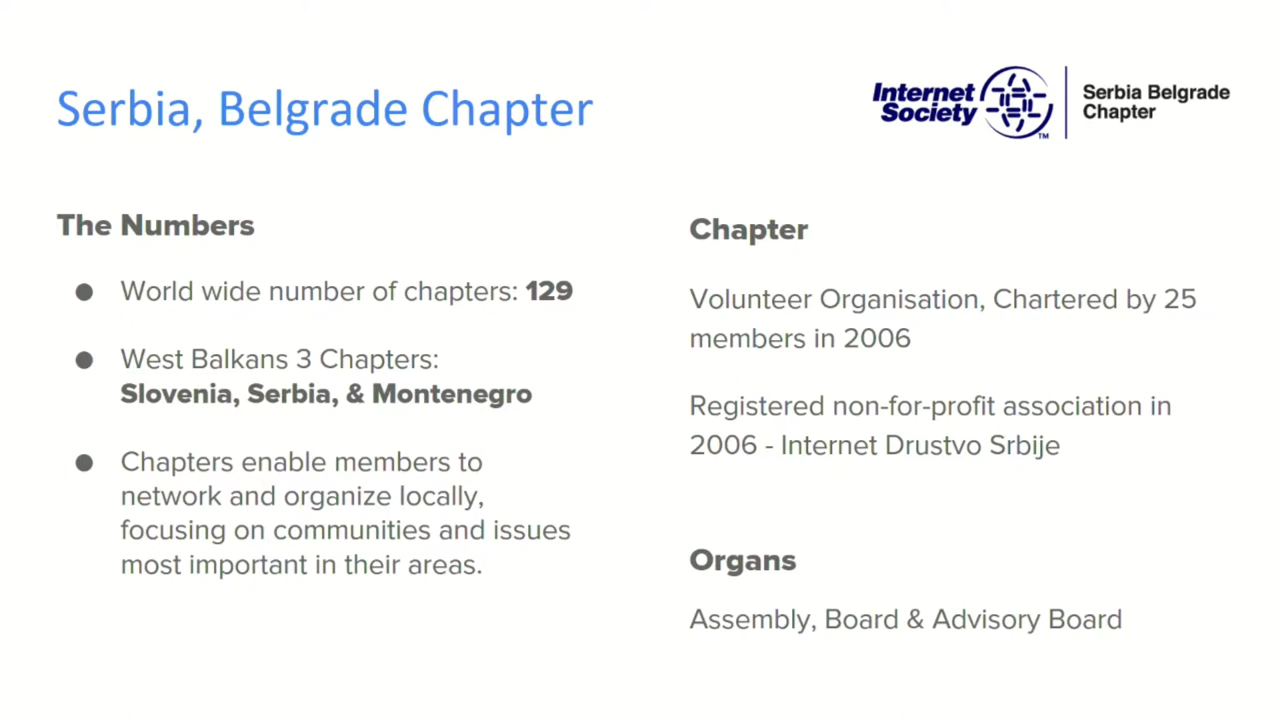 Serbia, Belgrade Chapter
Internet
Society
TM
Serbia Belgrade
Chapter
The Numbers
● World wide number of chapters: 129
● West Balkans 3 Chapters:
Slovenia, Serbia, & Montenegro
● Chapters enable members to
network and organize locally,
focusing on communities and issues
most important in their areas.
Chapter
Volunteer Organisation, Chartered by 25
members in 2006
Registered non-for-profit association in
2006 - Internet Drustvo Srbije
Organs
Assembly, Board & Advisory Board